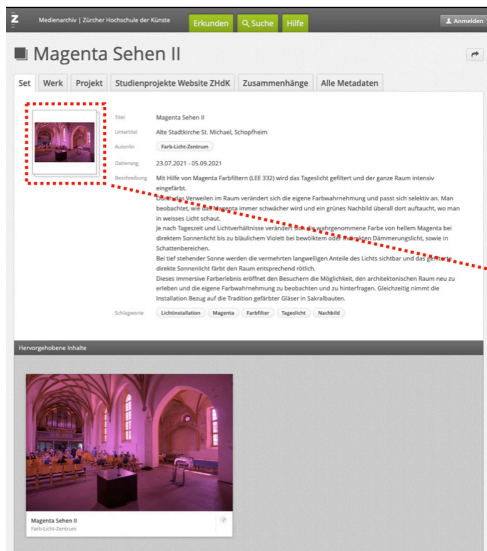 Z
Medienarchiv | Zürcher Hochschule der Künste
Erkunden
Suche
Hilfe
Anmelden
Magenta Sehen II
Set Werk Projekt Studienprojekte Website ZHdK Zusammenhänge Alle Metadaten
Titel Magenta Sehen II
Untertitel Alte Stadtkirche St. Michael, Schopfheim
Autor/in Farb-Licht-Zentrum
Datierung 23.07.2021 - 05.09.2021
Beschreibung Mit Hilfe von Magenta Farbfiltern (LEE 332) wird das Tageslicht gefiltert und der ganze Raum intensiv
eingefärbt.
Durch das Verweilen im Raum verändert sich die eigene Farbwahrnehmung und passt sich selektiv an. Man
beobachtet, wie das Magenta immer schwächer wird und ein grünes Nachbild überall dort auftaucht, wo man
in weisses Licht schaut.
Je nach Tageszeit und Lichtverhältnisse verändert sich die wahrgenommene Farbe von hellem Magenta bei
direktem Sonnenlicht bis zu bläulichem Violett bei bewölktem oder indirekten Dämmerungslicht, sowie in
Schattenbereichen.
Bei tief stehender Sonne werden die vermehrten langwelligen Anteile des Lichts sichtbar und das gefilterte
direkte Sonnenlicht färbt den Raum entsprechend rötlich.
Dieses immersive Farberlebnis eröffnet den Besuchern die Möglichkeit, den architektonischen Raum neu zu
erleben und die eigene Farbwahrnehmung zu beobachten und zu hinterfragen. Gleichzeitig nimmt die
Installation Bezug auf die Tradition gefärbter Gläser in Sakralbauten.
Schlagworte Lichtinstallation Magenta Farbfilter Tageslicht Nachbild
Hervorgehobene Inhalte
Magenta Sehen II
Farb-Licht-Zentrum